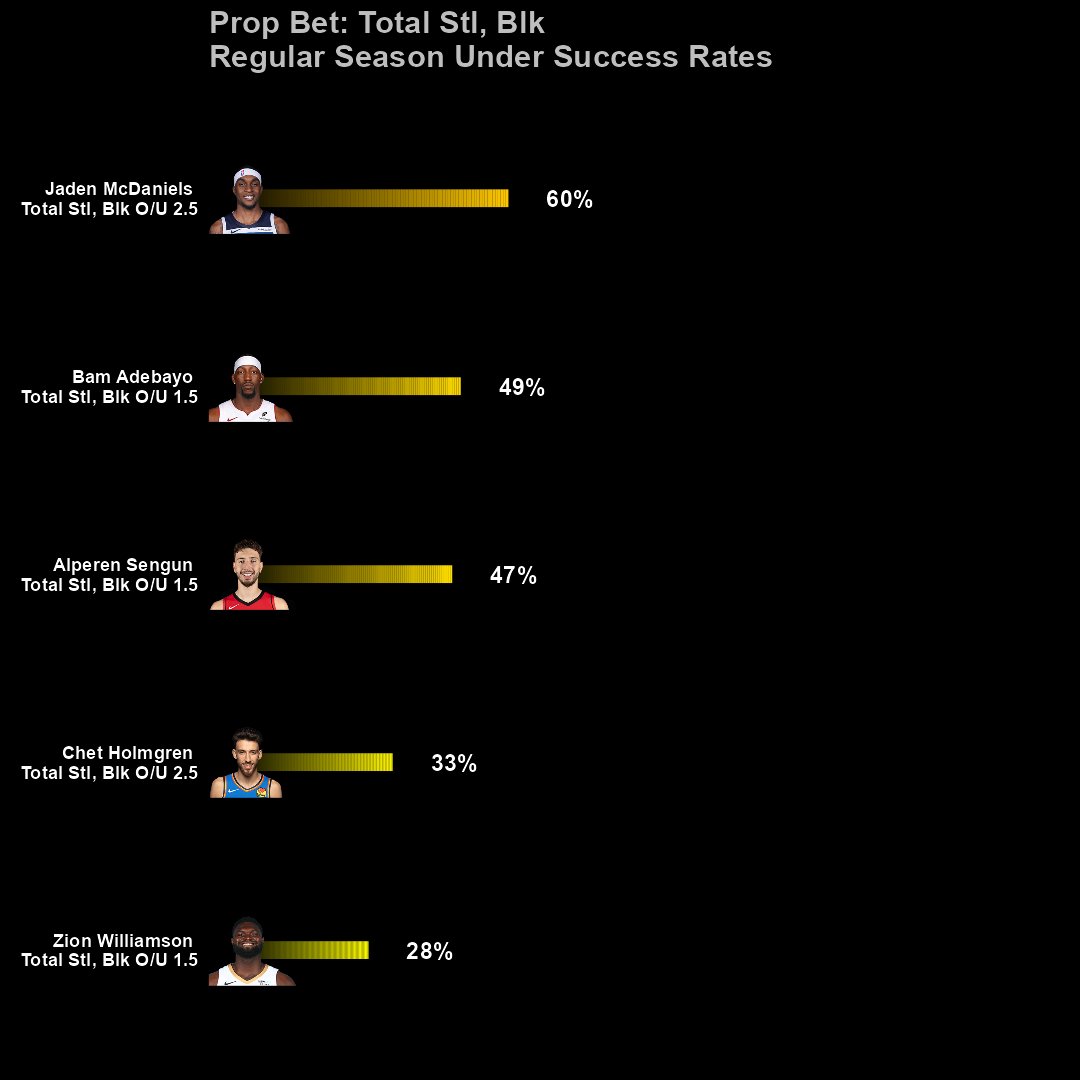 Prop Bet: Total Stl, Blk
Regular Season Under Success Rates
Jaden McDaniels
Total Stl, Blk O/U 2.5
60%
Bam Adebayo
Total Stl, Blk O/U 1.5
49%
Alperen Sengun
Total Stl, Blk O/U 1.5
47%
Chet Holmgren
Total Stl, Blk O/U 2.5
33%
Zion Williamson
Total Stl, Blk O/U 1.5
28%